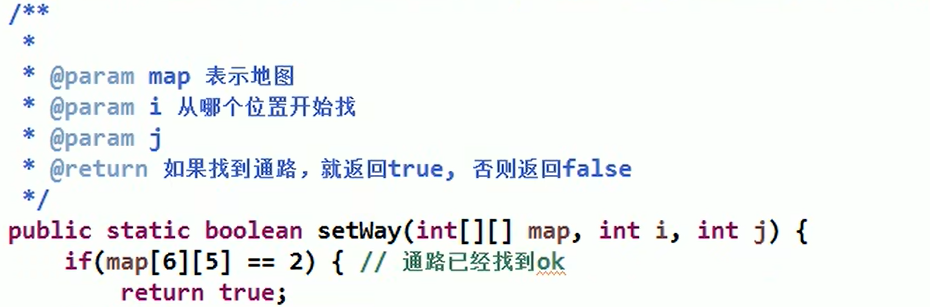 /**
 *
 * @param map 表示地图
 * @param i 从哪个位置开始找
 * @param j
 * @return 如果找到通路，就返回true, 否则返回false
 */
public static boolean setWay(int[][] map, int i, int j) {
    if(map[6][5] == 2) { // 通路已经找到ok
        return true;